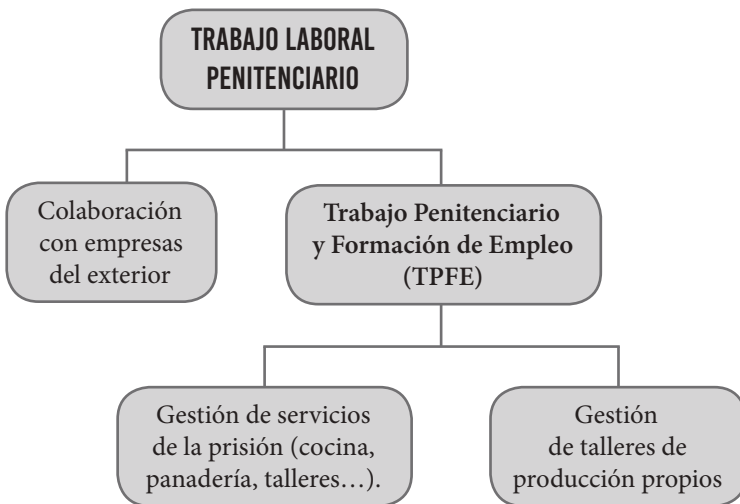 TRABAJO LABORAL
PENITENCIARIO
Colaboración
con empresas
del exterior
Trabajo Penitenciario
y Formación de Empleo
(TPFE)
Gestión de servicios
de la prisión (cocina,
panadería, talleres…).
Gestión
de talleres de
producción propios